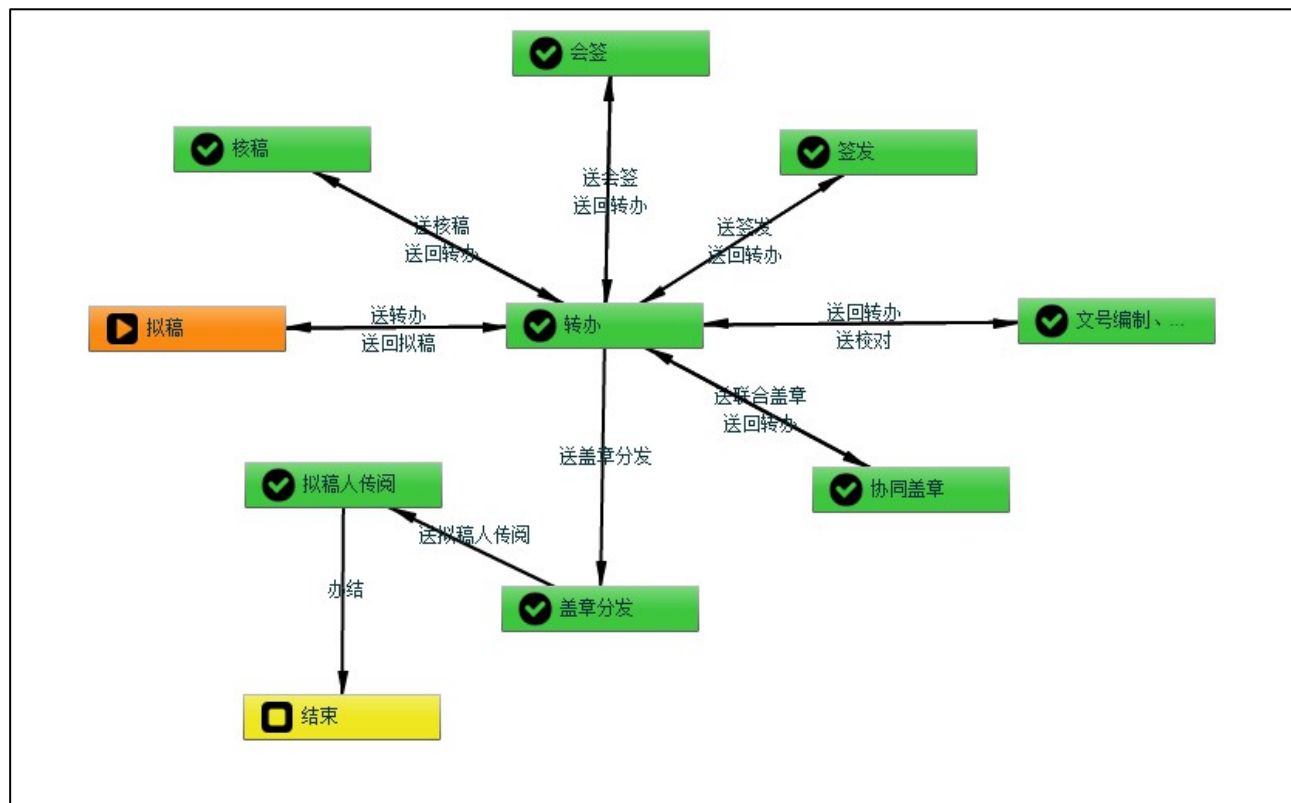 会签
核稿
签发
送会签
送回转办
送核稿
送回转办
送签发
送回转办
拟稿
送转办
送回拟稿
转办
送回转办
送校对
文号编制、...
送联合盖章
送回转办
送盖章分发
拟稿人传阅
协同盖章
送拟稿人传阅
办结
盖章分发
结束